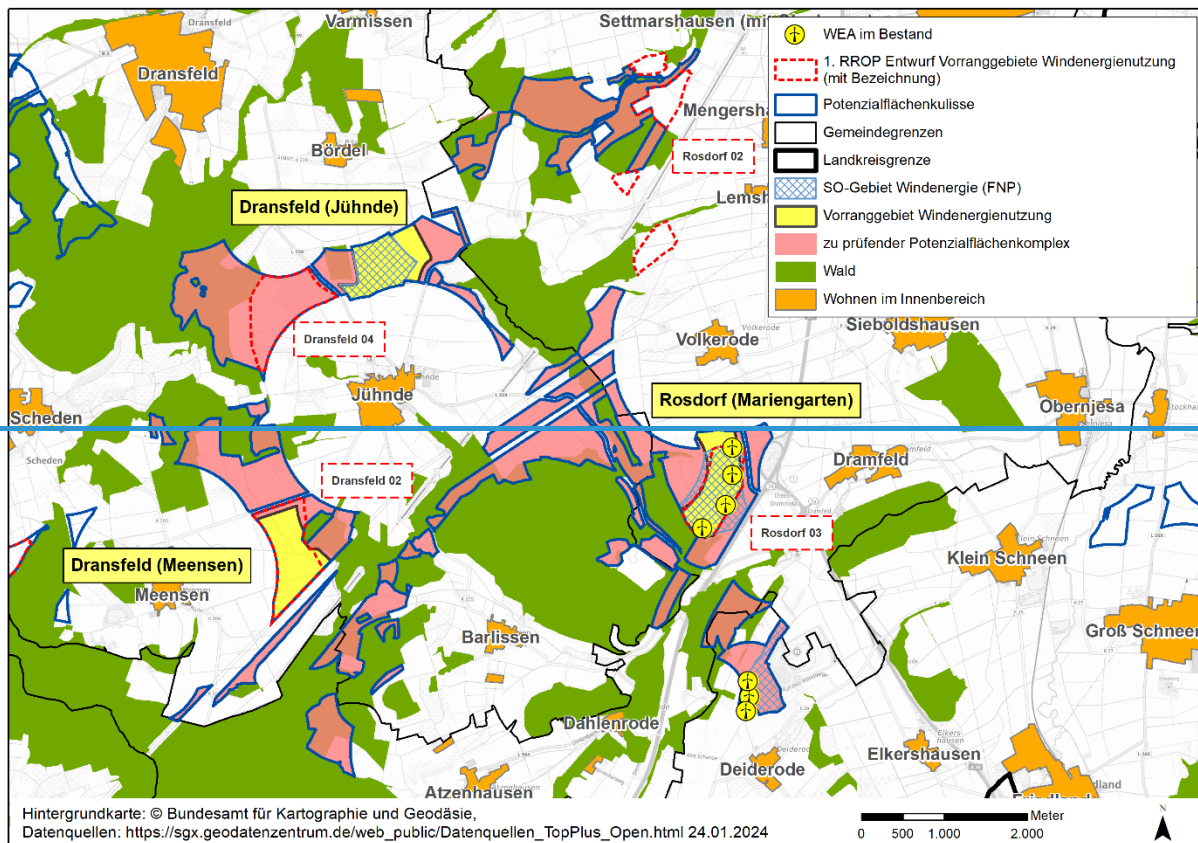 Varmissen
Settmarshausen
Dransfeld
Dransfeld
Bördel
Mengersh
Rosdorf 02
Lemsh
Dransfeld (Jühnde)
WEA im Bestand
1. RROP Entwurf Vorranggebiete Windenergienutzung
(mit Bezeichnung)
Potenzialflächenkulisse
Gemeindegrenzen
Landkreisgrenze
SO-Gebiet Windenergie (FNP)
Vorranggebiet Windenergienutzung
zu prüfender Potenzialflächenkomplex
Wald
Wohnen im Innenbereich
Dransfeld 04
Volkerode
Volkerode
Sieboldshausen
Jühnde
Rosdorf (Mariengarten)
Obernjesa
Scheden
Scheden
Dransfeld 02
Dramfeld
Rosdorf 03
Dransfeld (Meensen)
Meensen
Klein Schneen
Barlissen
Groß Schneen
Dahlenrode
Deiderode
Deiderode
Elkershausen
Atzenhausen
Hintergrundkarte: © Bundesamt für Kartographie und Geodäsie,
Datenquellen: https://sgx.geodatenzentrum.de/web_public/Datenquellen_TopPlus_Open.html 24.01.2024
Meter
0 500 1.000 2.000
N